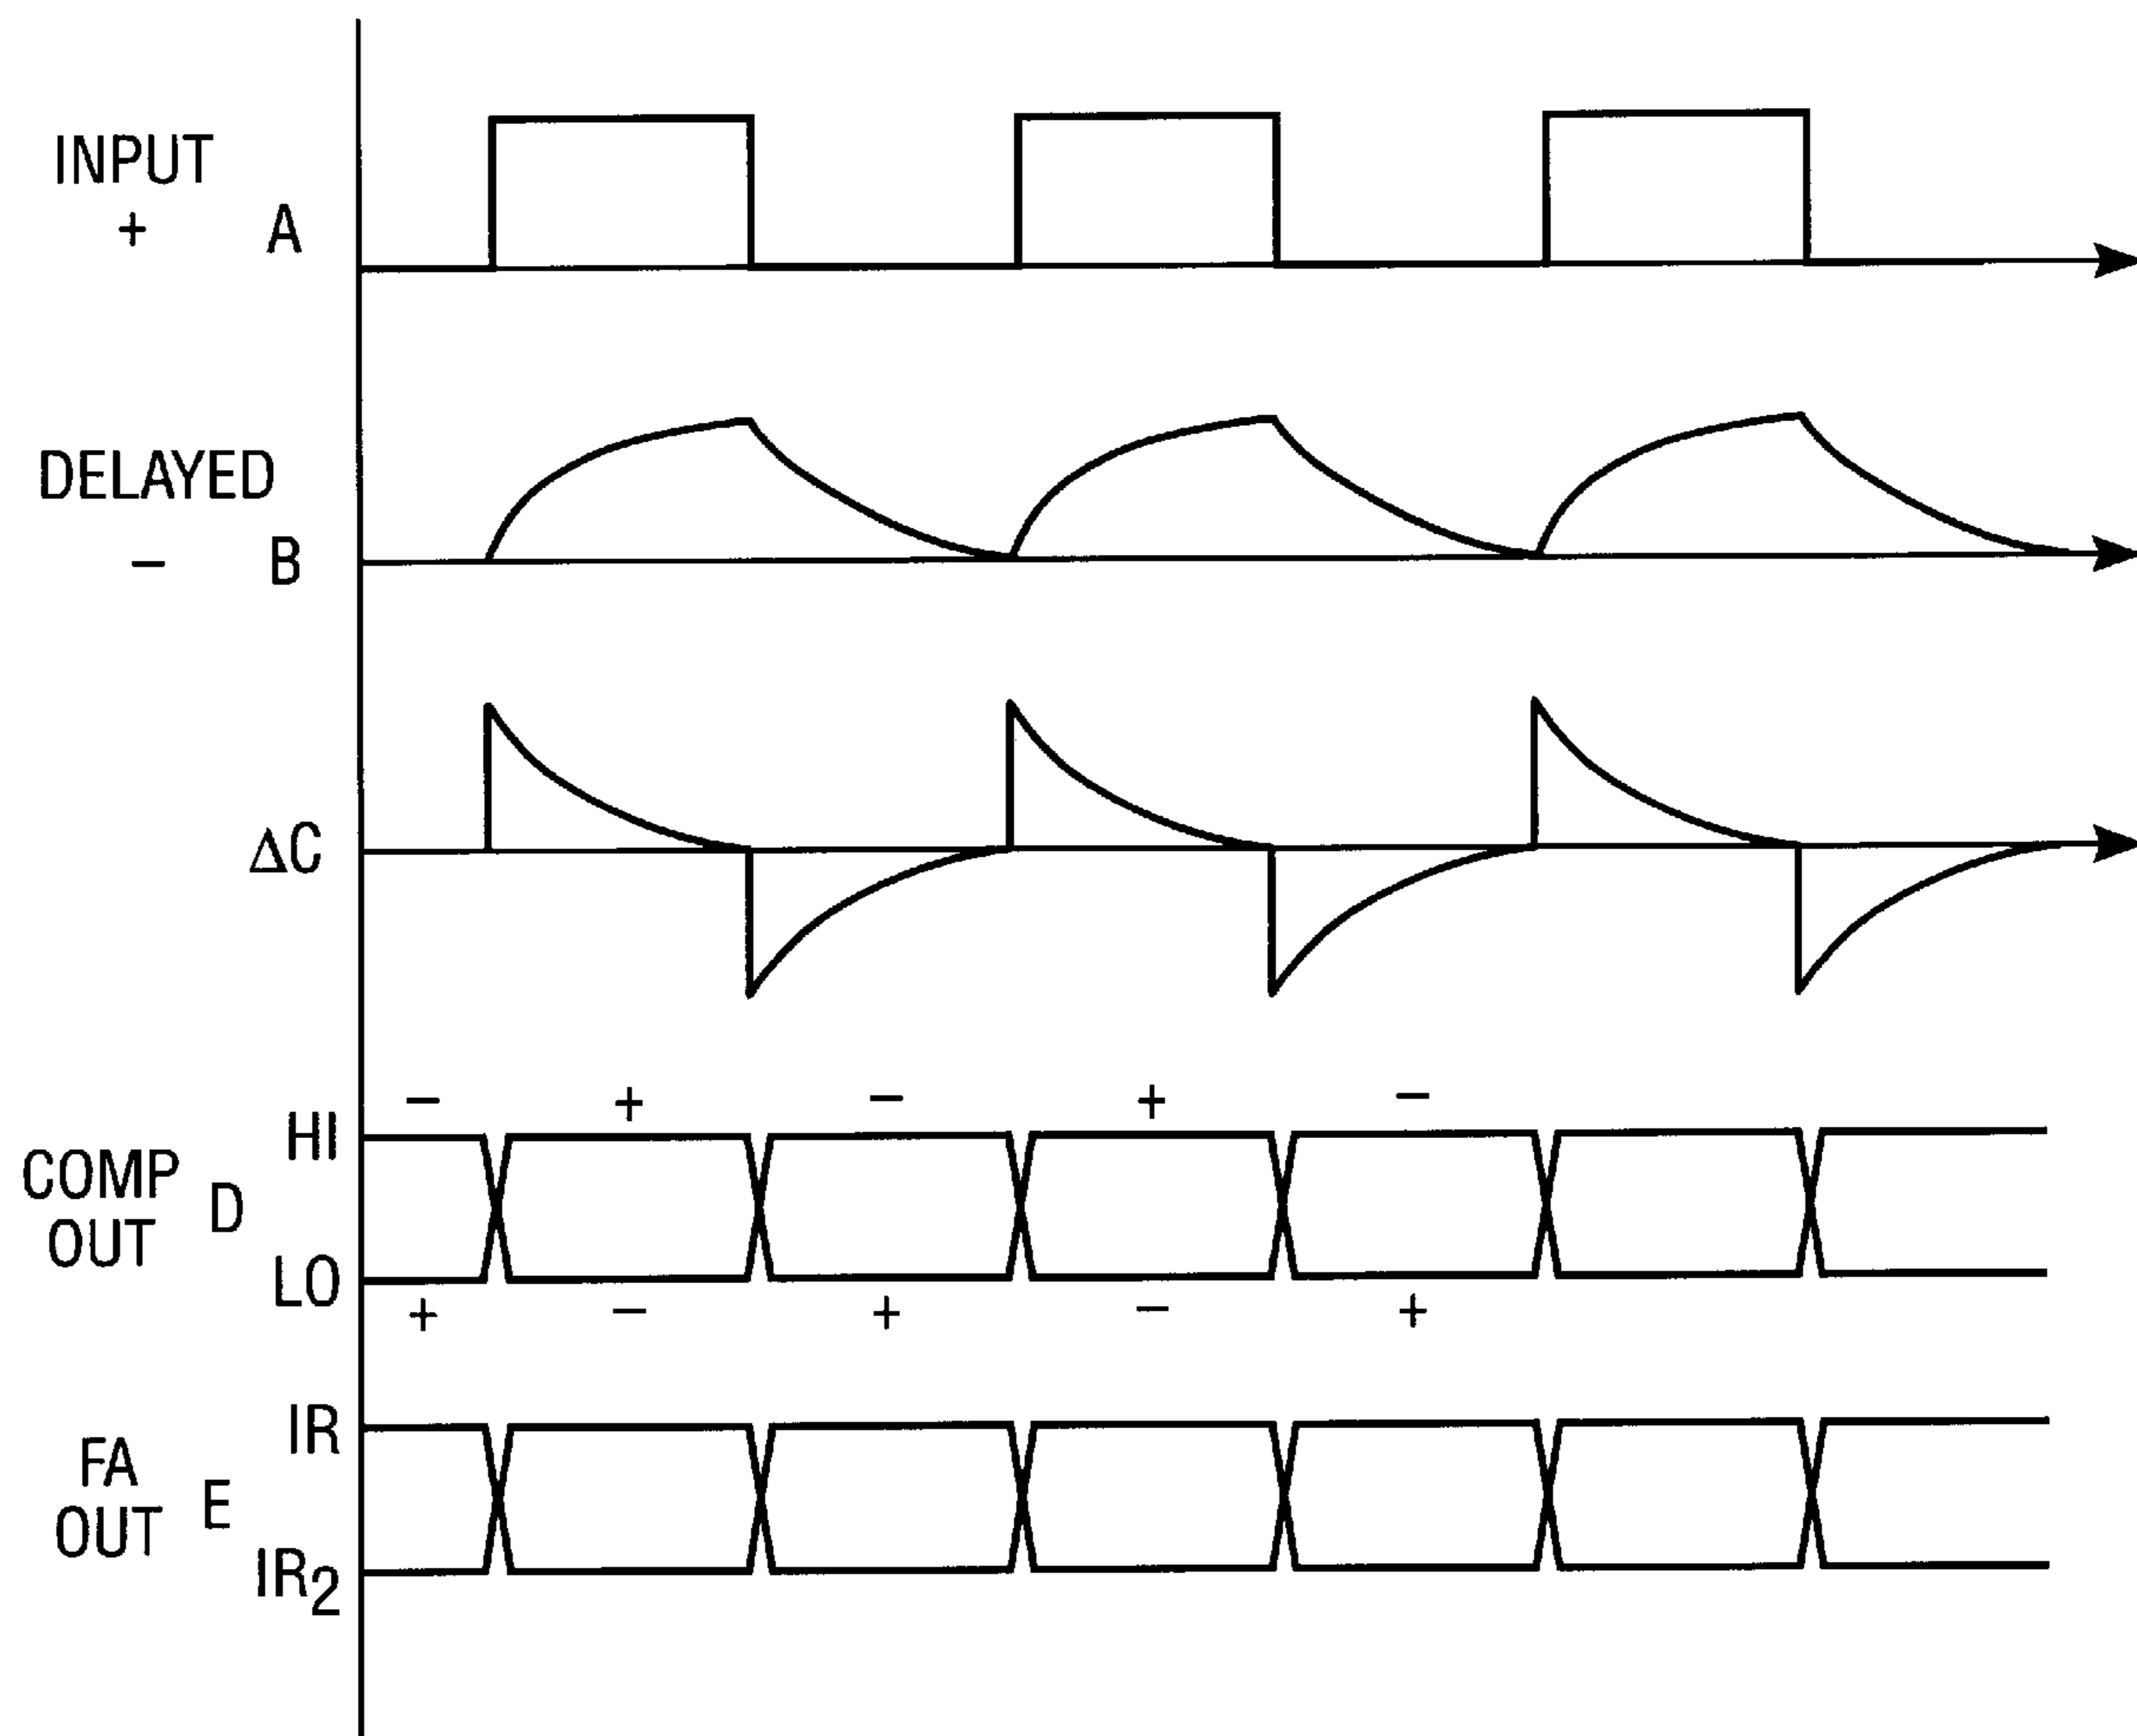 INPUT
+ A
DELAYED
− B
ΔC
− + − + −
HI
COMP
OUT D
LO
+ − + − +
IR
FA
OUT E
IR2